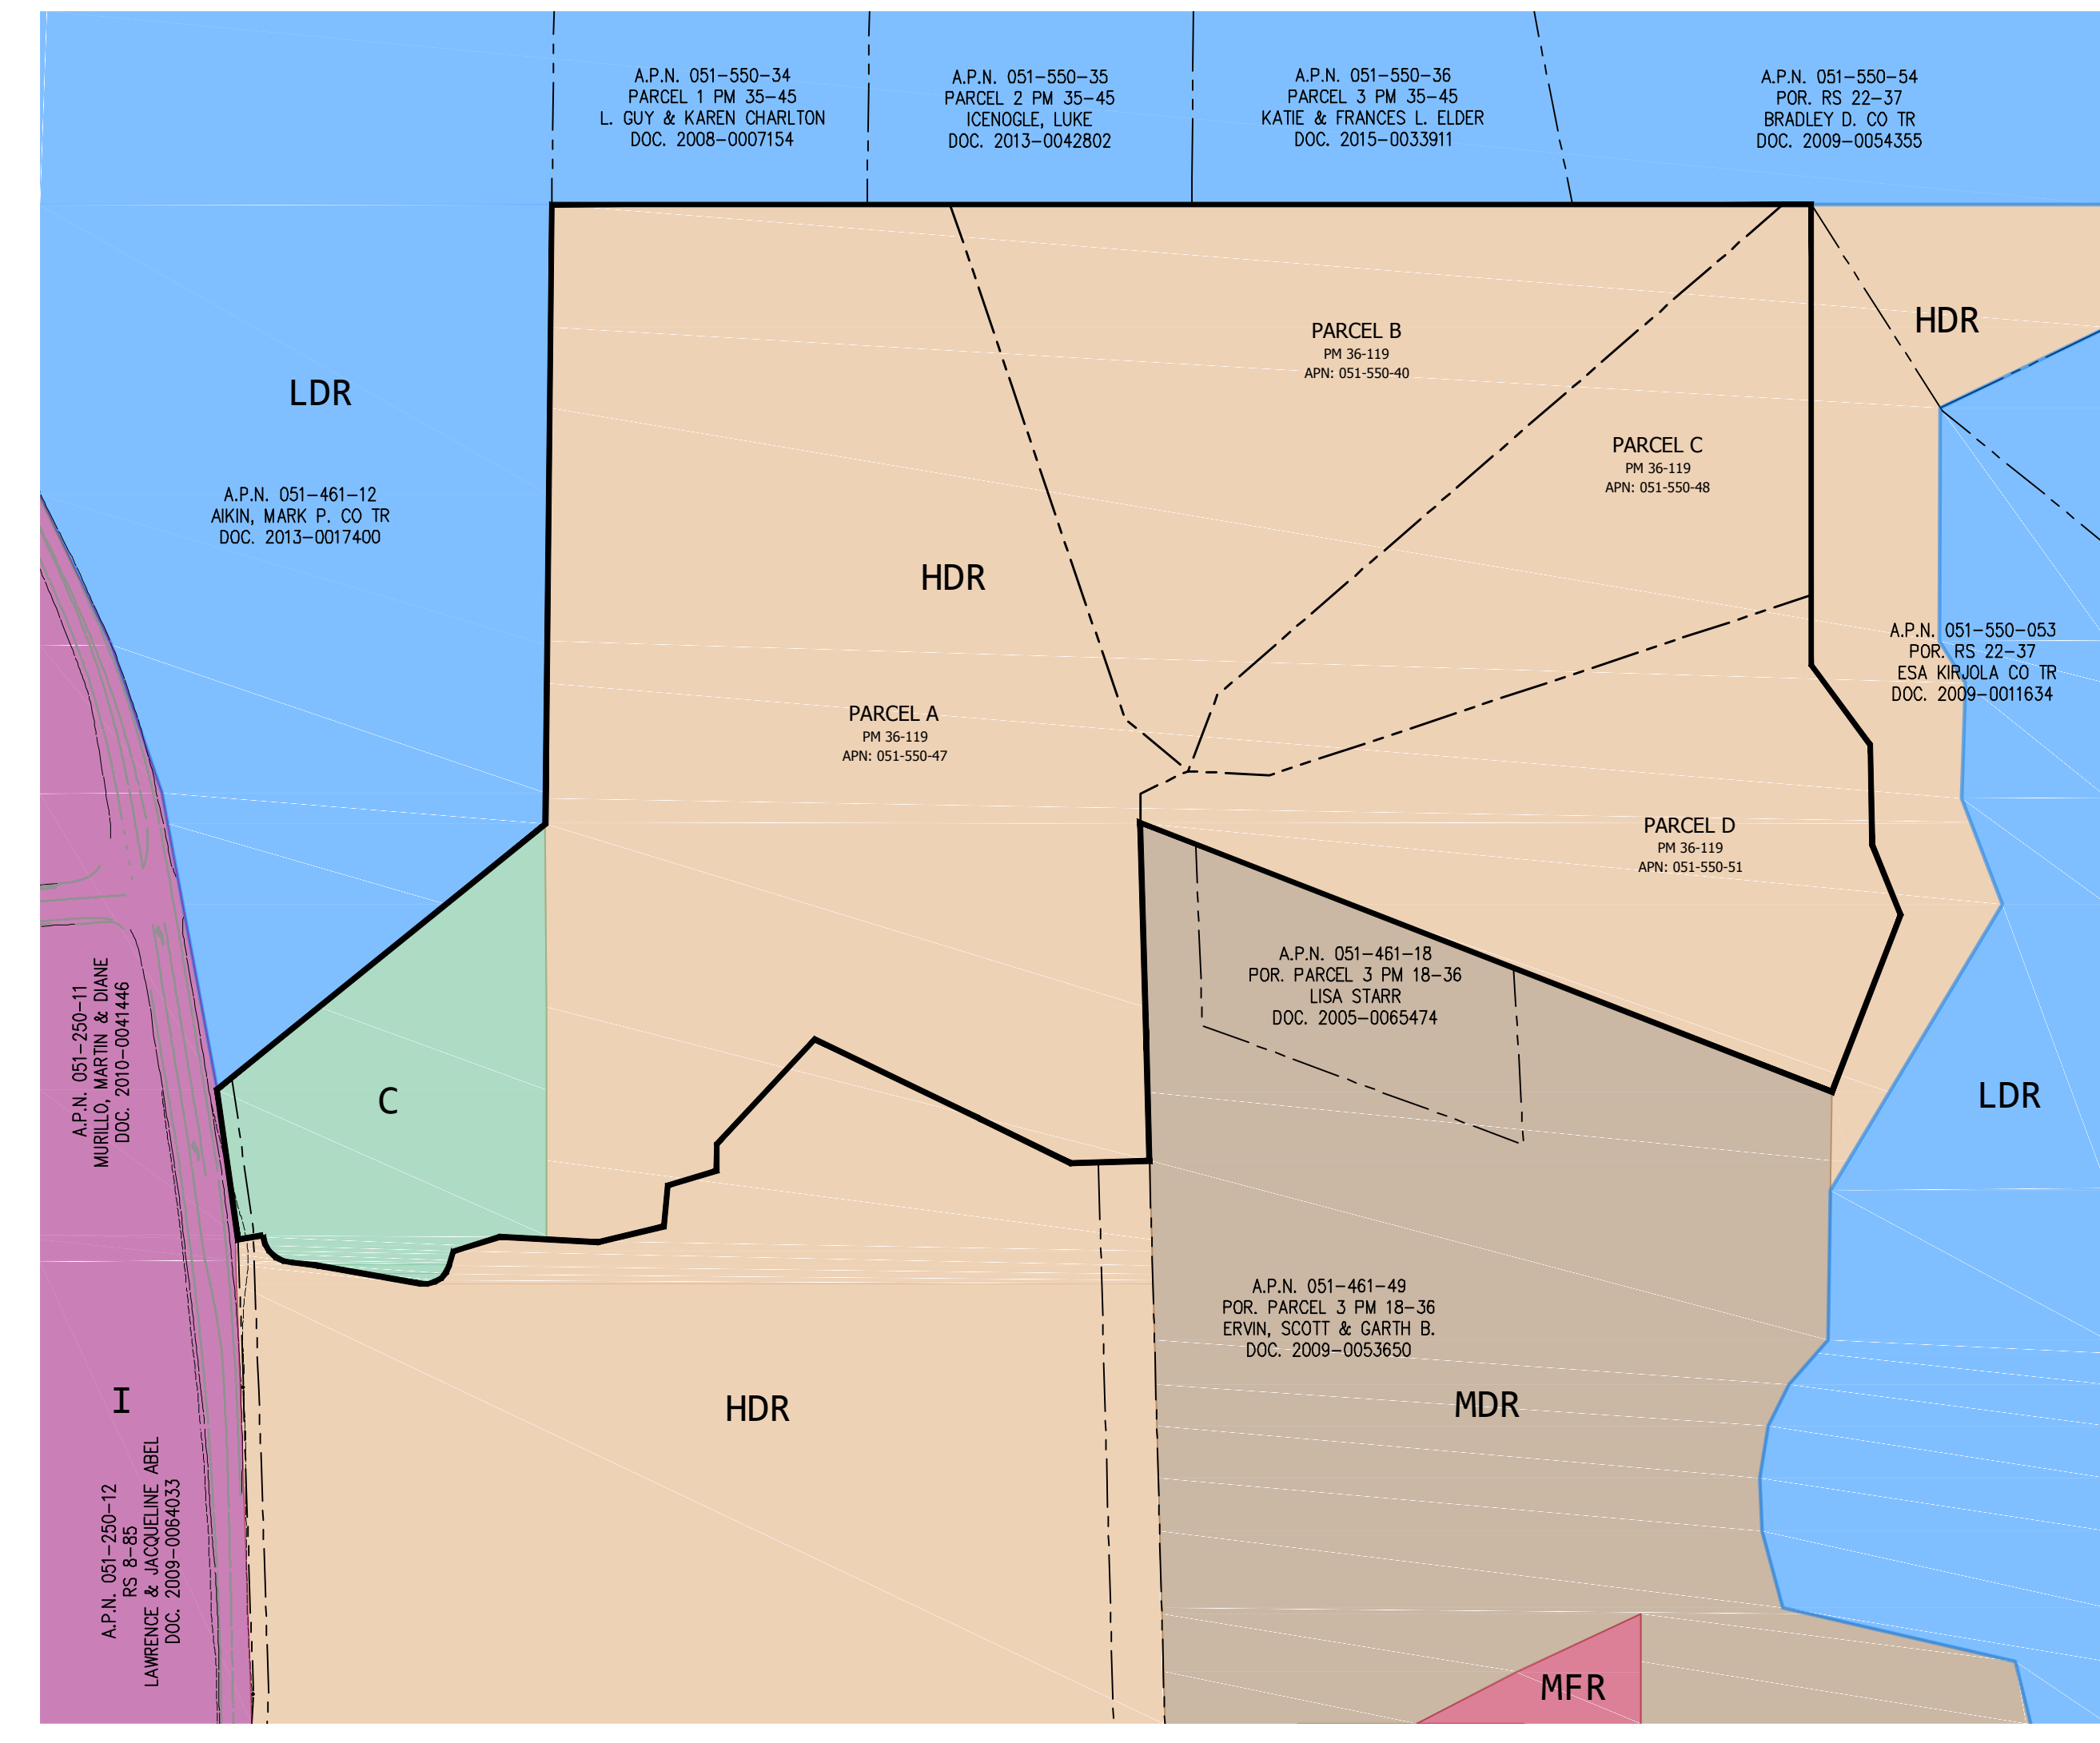 A.P.N. 051-550-34
PARCEL 1 PM 35-45
L. GUY & KAREN CHARLTON
DOC. 2008-0007154
A.P.N. 051-550-35
PARCEL 2 PM 35-45
ICENOGLE, LUKE
DOC. 2013-0042802
A.P.N. 051-550-36
PARCEL 3 PM 35-45
KATIE & FRANCES L. ELDER
DOC. 2015-0033911
A.P.N. 051-550-54
POR. RS 22-37
BRADLEY D. CO TR
DOC. 2009-0054355
HDR
PARCEL B
PM 36-119
APN: 051-550-40
LDR
PARCEL C
PM 36-119
APN: 051-550-48
A.P.N. 051-461-12
AIKIN, MARK P. CO TR
DOC. 2013-0017400
HDR
A.P.N. 051-550-053
POR. RS 22-37
ESA KIRJOLA CO TR
DOC. 2009-0011634
PARCEL A
PM 36-119
APN: 051-550-47
PARCEL D
PM 36-119
APN: 051-550-51
A.P.N. 051-461-18
POR. PARCEL 3 PM 18-36
LISA STARR
DOC. 2005-0065474
A.P.N. 051-250-11
MURILLO, MARTIN & DIANE
DOC. 2010-0041446
C
LDR
A.P.N. 051-461-49
POR. PARCEL 3 PM 18-36
ERVIN, SCOTT & GARTH B.
DOC. 2009-0053650
I
HDR
MDR
A.P.N. 051-250-12
RS 8-85
LAWRENCE & JACQUELINE ABEL
DOC. 2009-0064033
MFR